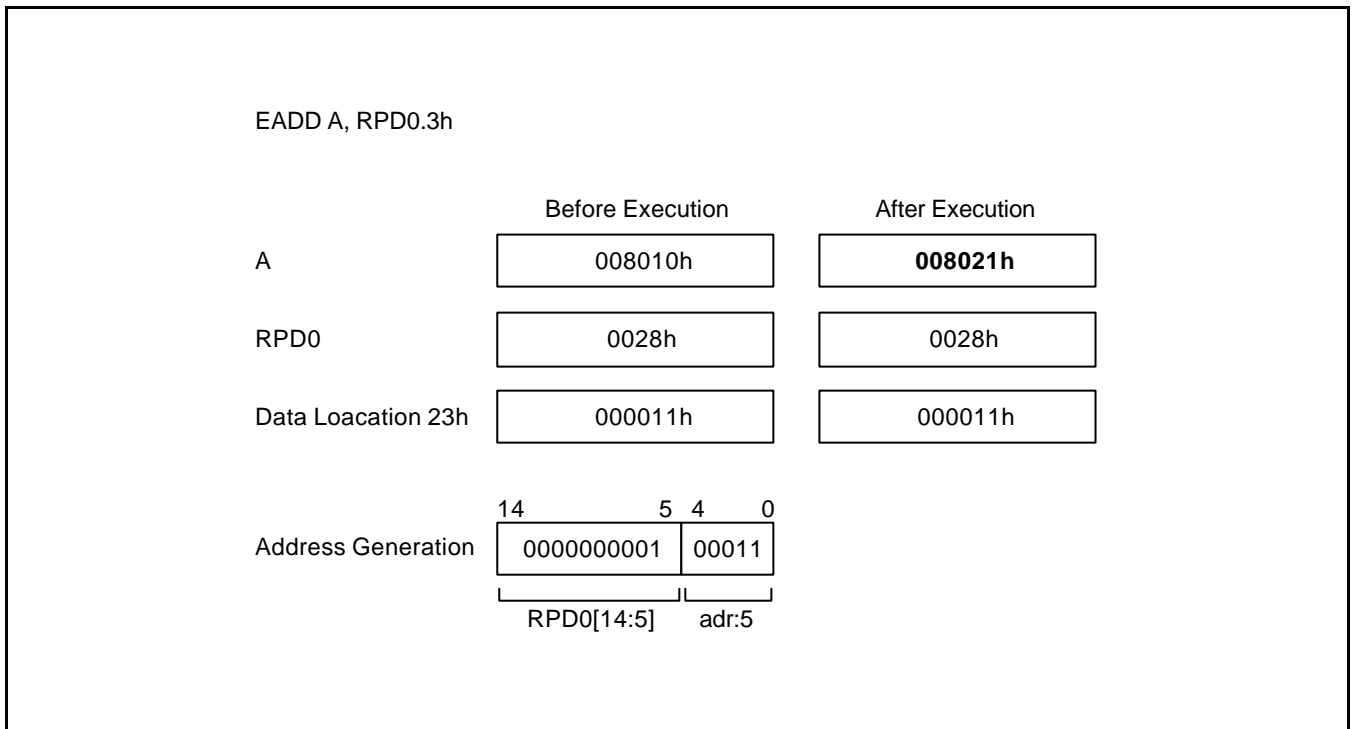 EADD A, RPD0.3h
Before Execution After Execution
A 008010h 008021h
RPD0 0028h 0028h
Data Loacation 23h 000011h 000011h
14 5 4 0
Address Generation 0000000001 00011
RPD0[14:5] adr:5